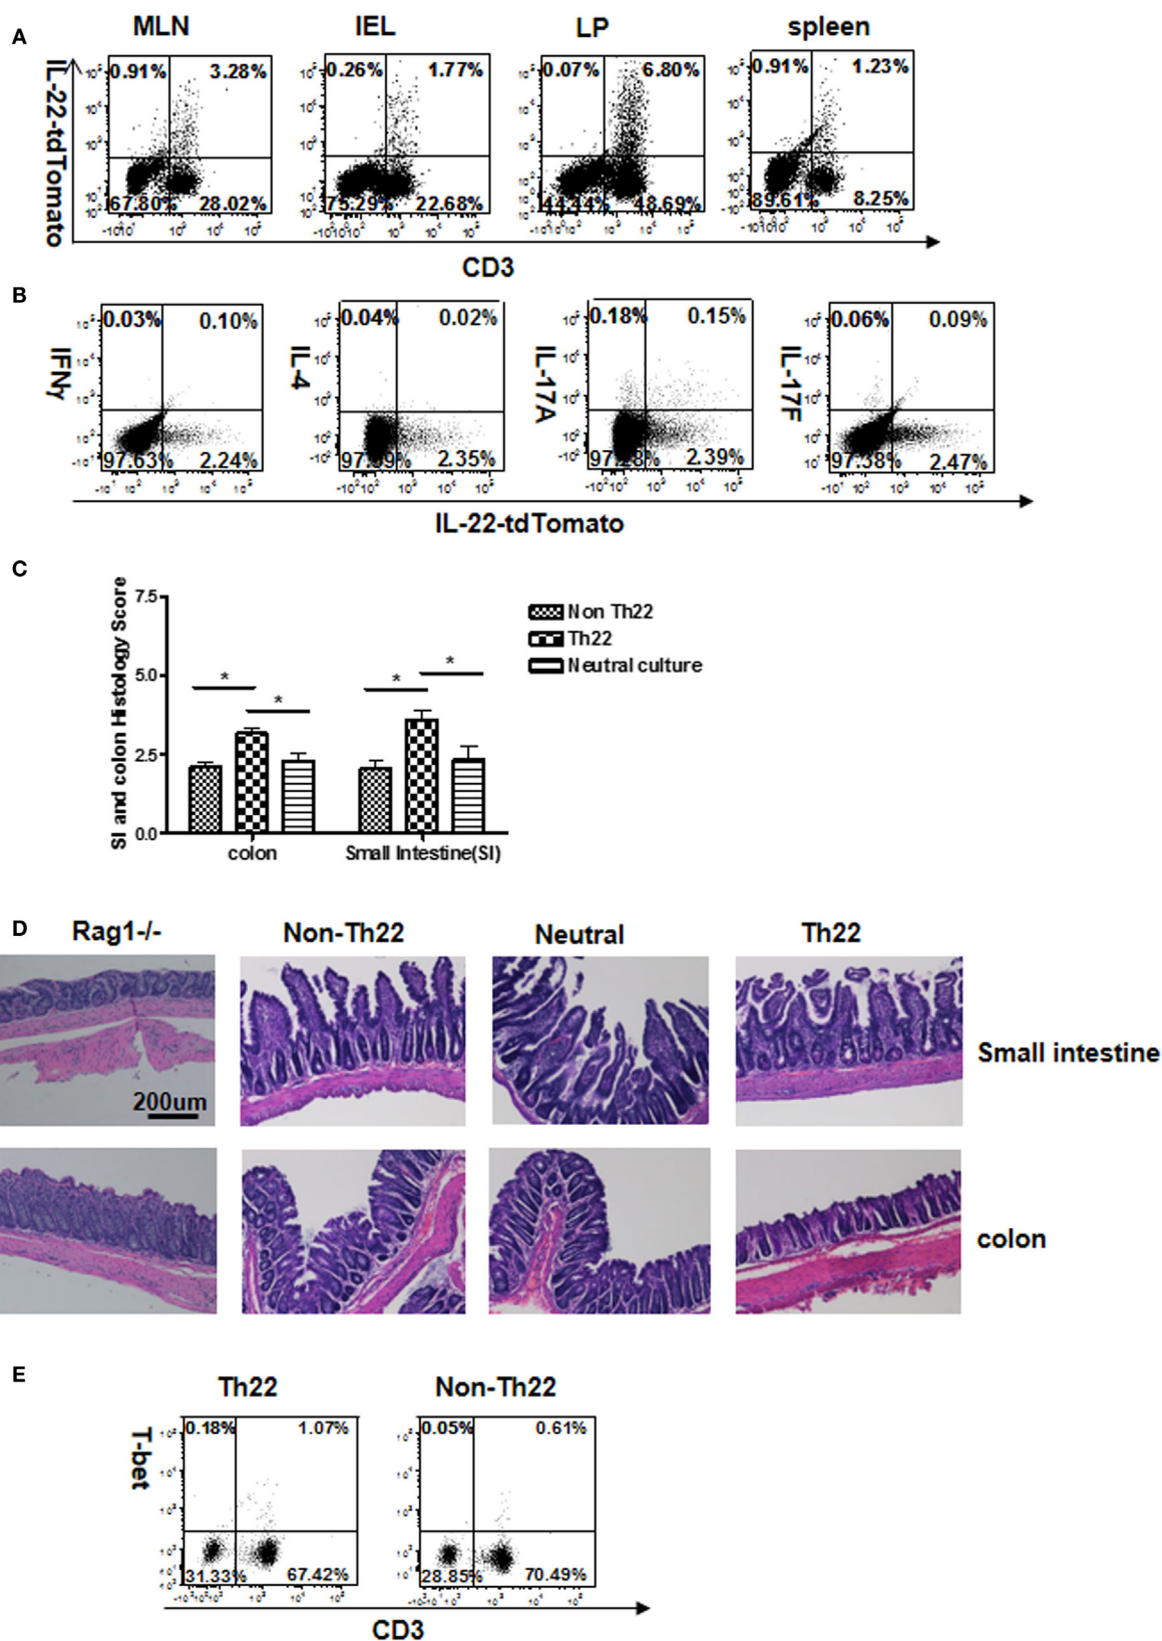 A
MLN IEL LP spleen
IL-22-tdTomato
0.91% 3.28%
67.80% 28.02%
0.26% 1.77%
75.29% 22.68%
0.07% 6.80%
44.44% 48.69%
0.91% 1.23%
89.61% 8.25%
CD3
B
IFNγ
0.03% 0.10%
97.63% 2.24%
IL-4
0.04% 0.02%
2.35%
IL-17A
0.18% 0.15%
97.28% 2.39%
IL-17F
0.06% 0.09%
97.38% 2.47%
IL-22-tdTomato
C
SI and colon Histology Score
7.5
5.0
2.5
0.0
* * * *
colon Small Intestine(SI)
Non Th22
Th22
Neutral culture
D
Rag1-/- Non-Th22 Neutral Th22
200um
Small intestine
colon
E
Th22 Non-Th22
T-bet
0.18% 1.07%
31.33% 67.42%
0.05% 0.61%
28.85% 70.49%
CD3